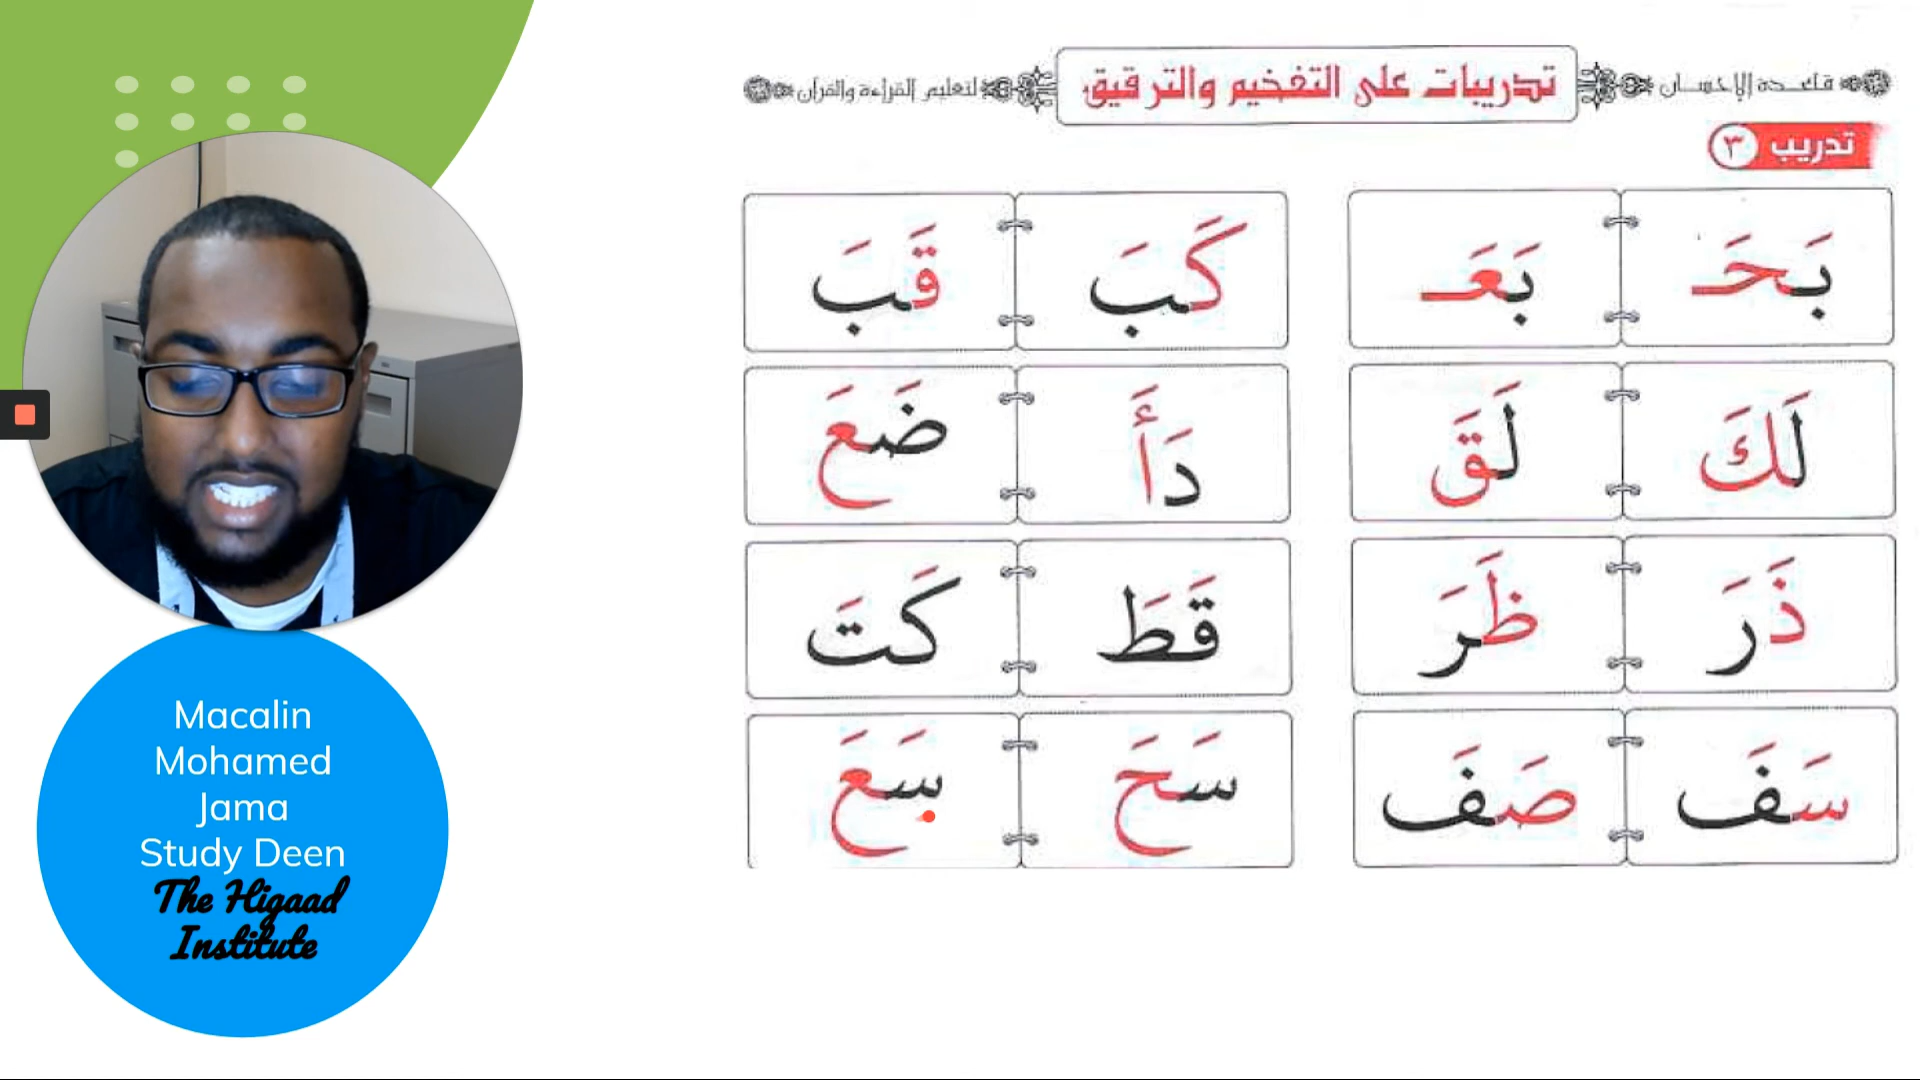 قاعدة الإحسان
تدريبات على التفخيم والترقيق
لتعليم القراءة والقرآن
تدريب ٣
بَحَـ بَعَـ كَبَ قَبَ
لَكَ لَقَ دَأَ ضَعَ
ذَرَ ظَرَ قَطَ كَتَ
سَفَ صَفَ سَحَ سَعَ
Macalin
Mohamed
Jama
Study Deen
The Higaad
Institute